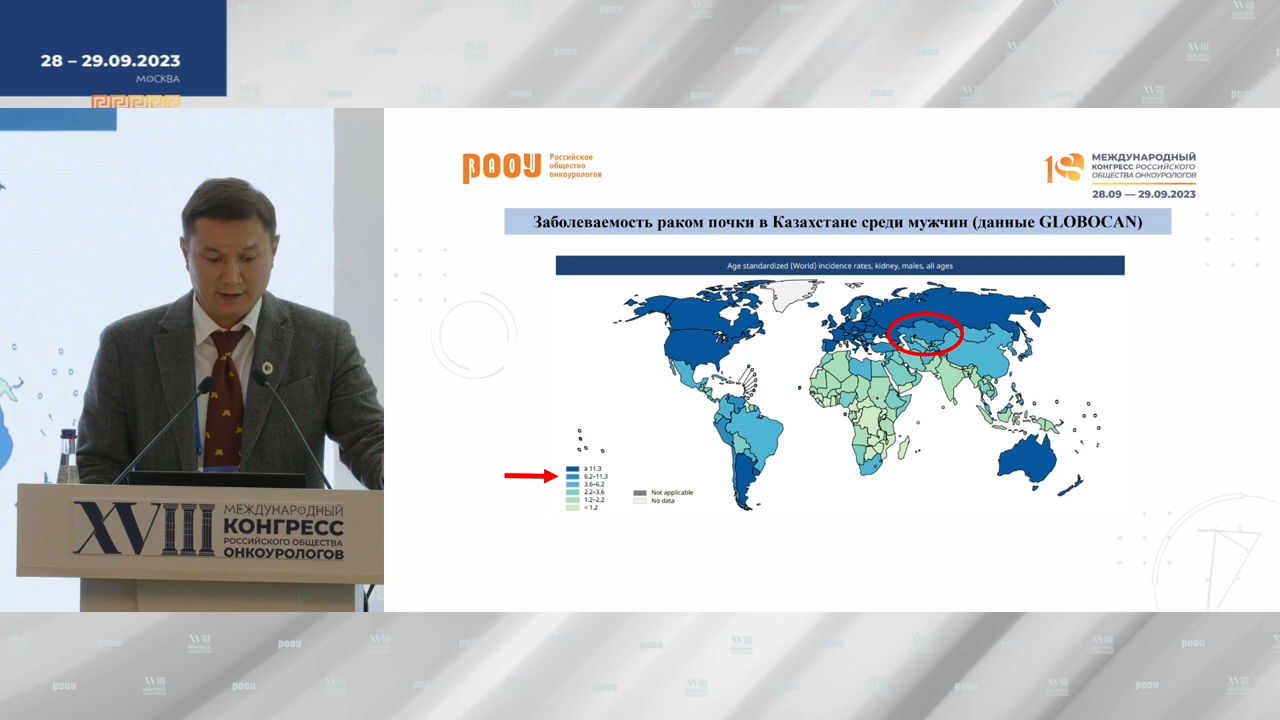 28 – 29.09.2023
МОСКВА
РООУ
Российское
общество
онкоурологов
18
МЕЖДУНАРОДНЫЙ
КОНГРЕСС РОССИЙСКОГО
ОБЩЕСТВА ОНКОУРОЛОГОВ
28.09 — 29.09.2023
Заболеваемость раком почки в Казахстане среди мужчин (данные GLOBOCAN)
Age standardized (World) incidence rates, kidney, males, all ages
≥ 11.3
6.2–11.3
3.6–6.2
2.2–3.6
1.2–2.2
< 1.2
Not applicable
No data
XVIII
МЕЖДУНАРОДНЫЙ
КОНГРЕСС
РОССИЙСКОГО ОБЩЕСТВА
ОНКОУРОЛОГОВ